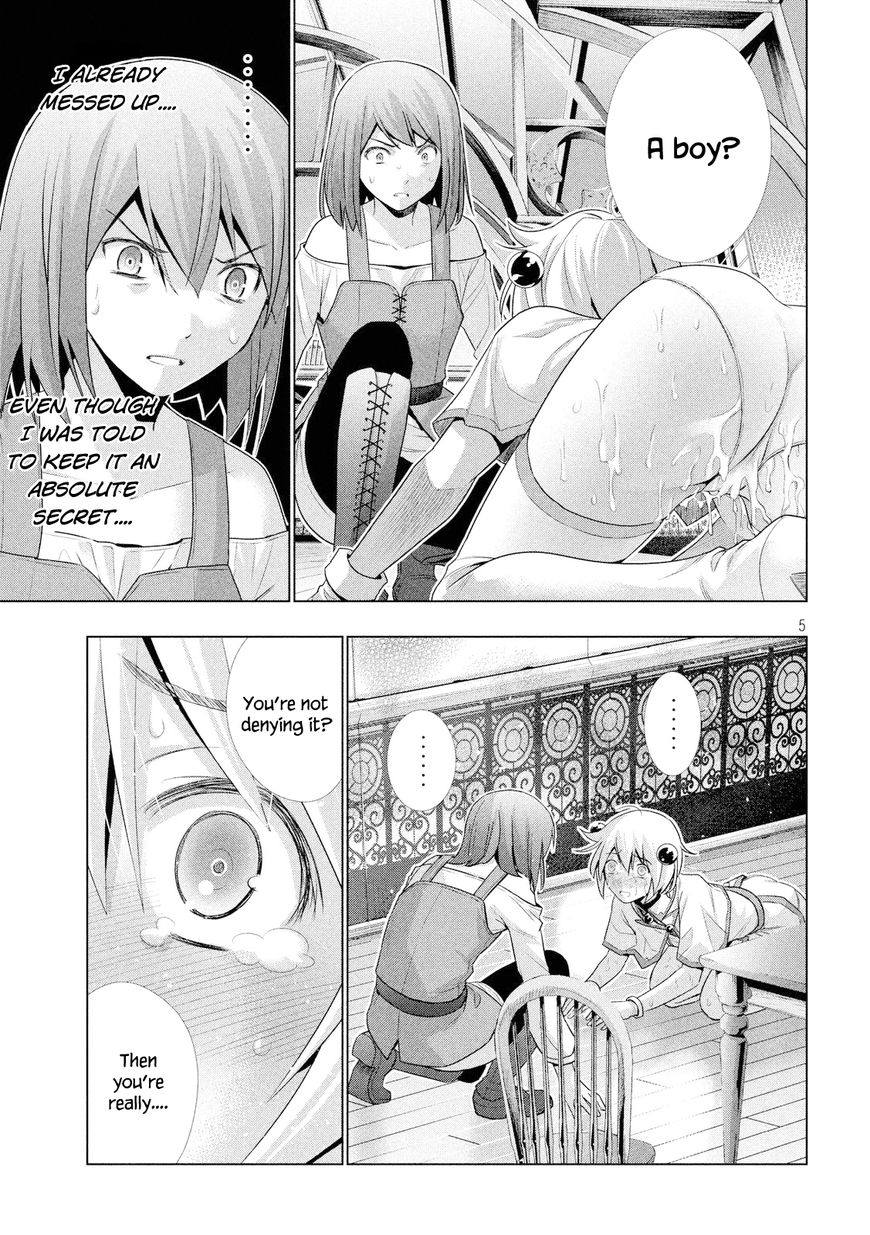 A boy?
. . . . . . . .
I ALREADY
MESSED UP....
EVEN THOUGH
I WAS TOLD
TO KEEP IT AN
ABSOLUTE
SECRET....
5
. . . . . .
. . . . . .
You're not
denying it?
Then
you're
really....